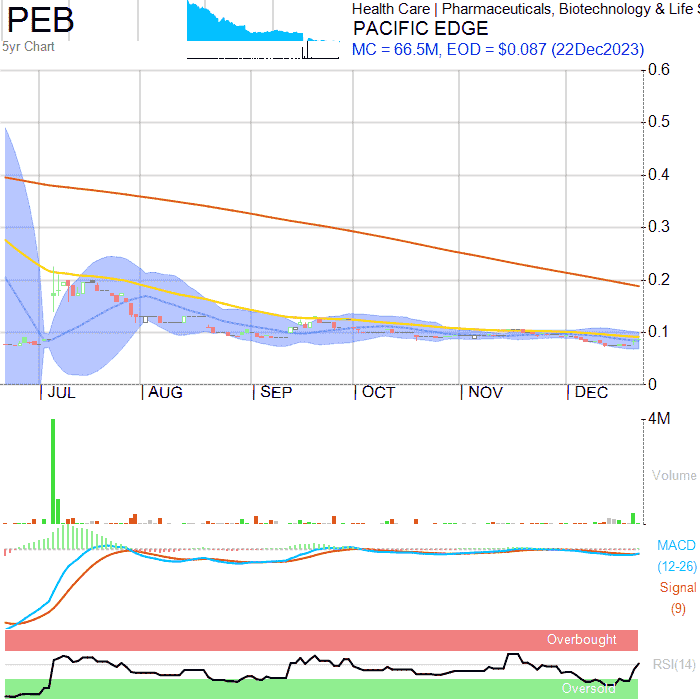 PEB
5yr Chart
Health Care | Pharmaceuticals, Biotechnology & Life
PACIFIC EDGE
MC = 66.5M, EOD = $0.087 (22Dec2023)
0.6
0.5
0.4
0.3
0.2
0.1
0
JUL AUG SEP OCT NOV DEC
4M
Volume
MACD
(12-26)
Signal
(9)
Overbought
RSI(14)
Oversold